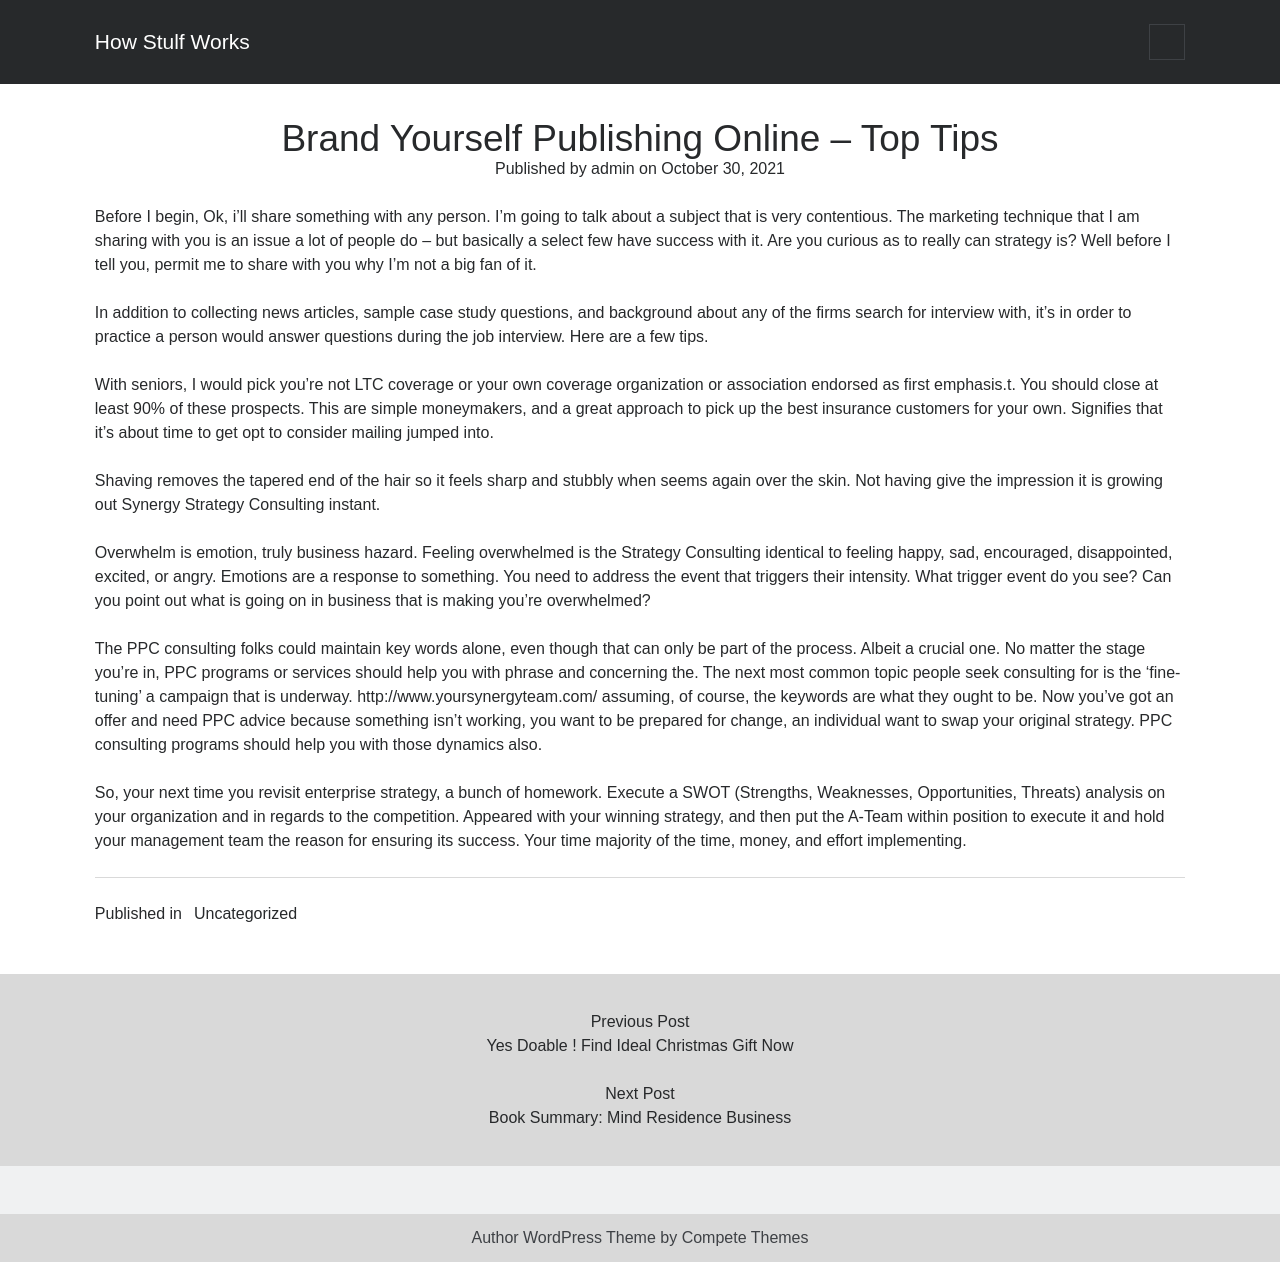 How Stulf Works
Brand Yourself Publishing Online – Top Tips
Published by admin on October 30, 2021
Before I begin, Ok, i’ll share something with any person. I’m going to talk about a subject that is very contentious. The marketing technique that I am
sharing with you is an issue a lot of people do – but basically a select few have success with it. Are you curious as to really can strategy is? Well before I
tell you, permit me to share with you why I’m not a big fan of it.
In addition to collecting news articles, sample case study questions, and background about any of the firms search for interview with, it’s in order to
practice a person would answer questions during the job interview. Here are a few tips.
With seniors, I would pick you’re not LTC coverage or your own coverage organization or association endorsed as first emphasis.t. You should close at
least 90% of these prospects. This are simple moneymakers, and a great approach to pick up the best insurance customers for your own. Signifies that
it’s about time to get opt to consider mailing jumped into.
Shaving removes the tapered end of the hair so it feels sharp and stubbly when seems again over the skin. Not having give the impression it is growing
out Synergy Strategy Consulting instant.
Overwhelm is emotion, truly business hazard. Feeling overwhelmed is the Strategy Consulting identical to feeling happy, sad, encouraged, disappointed,
excited, or angry. Emotions are a response to something. You need to address the event that triggers their intensity. What trigger event do you see? Can
you point out what is going on in business that is making you’re overwhelmed?
The PPC consulting folks could maintain key words alone, even though that can only be part of the process. Albeit a crucial one. No matter the stage
you’re in, PPC programs or services should help you with phrase and concerning the. The next most common topic people seek consulting for is the ‘fine-
tuning’ a campaign that is underway. http://www.yoursynergyteam.com/ assuming, of course, the keywords are what they ought to be. Now you’ve got an
offer and need PPC advice because something isn’t working, you want to be prepared for change, an individual want to swap your original strategy. PPC
consulting programs should help you with those dynamics also.
So, your next time you revisit enterprise strategy, a bunch of homework. Execute a SWOT (Strengths, Weaknesses, Opportunities, Threats) analysis on
your organization and in regards to the competition. Appeared with your winning strategy, and then put the A-Team within position to execute it and hold
your management team the reason for ensuring its success. Your time majority of the time, money, and effort implementing.
Published in Uncategorized
Previous Post
Yes Doable ! Find Ideal Christmas Gift Now
Next Post
Book Summary: Mind Residence Business
Author WordPress Theme by Compete Themes